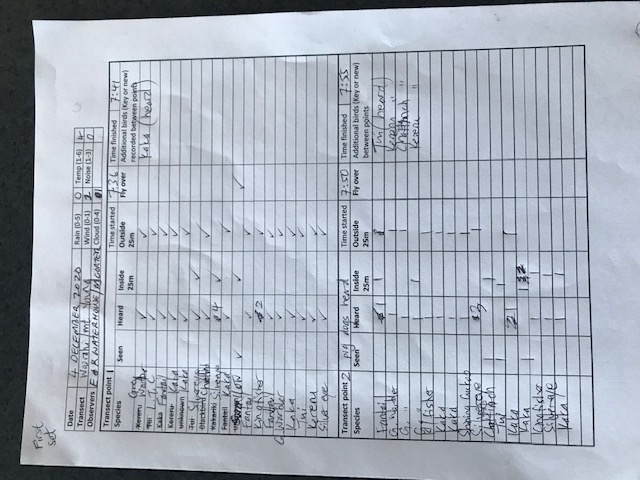 First
set
Date 4 DECEMBER 2020 Rain (0-5) 0 Temp (1-6) 4
Transect Mt Young Wind (0-1) 2 Noise (1-3) 0
Observers E & R WATERHOUSE / Cloud (0-4) 1
Transect point 1 Time started 7:36 Time finished 7:41
Species Seen Heard Inside 25m Outside 25m Fly over Additional birds (Key or new) recorded between points
Kereru Grey Warbler ✓ ✓ Kaka (heard)
Tui L.T.C ✓ ✓
Kaka Fantail ✓ ✓
Kereru Kaka ✓ ✓
unknown Kaka ✓ ✓
Tui Silvereye ✓ ✓
Blackbird ✓ ✓
Kakariki Silvereye 4 ✓
Fantail Kaka ✓ ✓
✓ ✓ ✓
Fantail ✓ ✓
Kingfisher 2 ✓
Fantail ✓ ✓
G Warbler ✓ ✓
Kaka ✓ ✓
Tui ✓ ✓
Kereru ✓ ✓
Silver eye ✓ ✓
Transect point 2 pig dogs heard Time started 7:50 Time finished 7:55
Species Seen Heard Inside 25m Outside 25m Fly over Additional birds (Key or new) between points
Fantail 1 1 1 Tui (heard)
G. Warbler 1 1 Kereru "
G. " 1 1 Chaffinch "
G. " 1 1 Kereru "
K/fisher 1 1
Kaka 1 1
Kaka 1 1
Shining Cuckoo 1 1
Silvereye 3 1
Chaffinch 1 1
Tui 1 1
Kaka 1 1
Kaka 1 2
Kingfisher 1 1
Silvereye 1 1
Kaka 1 1